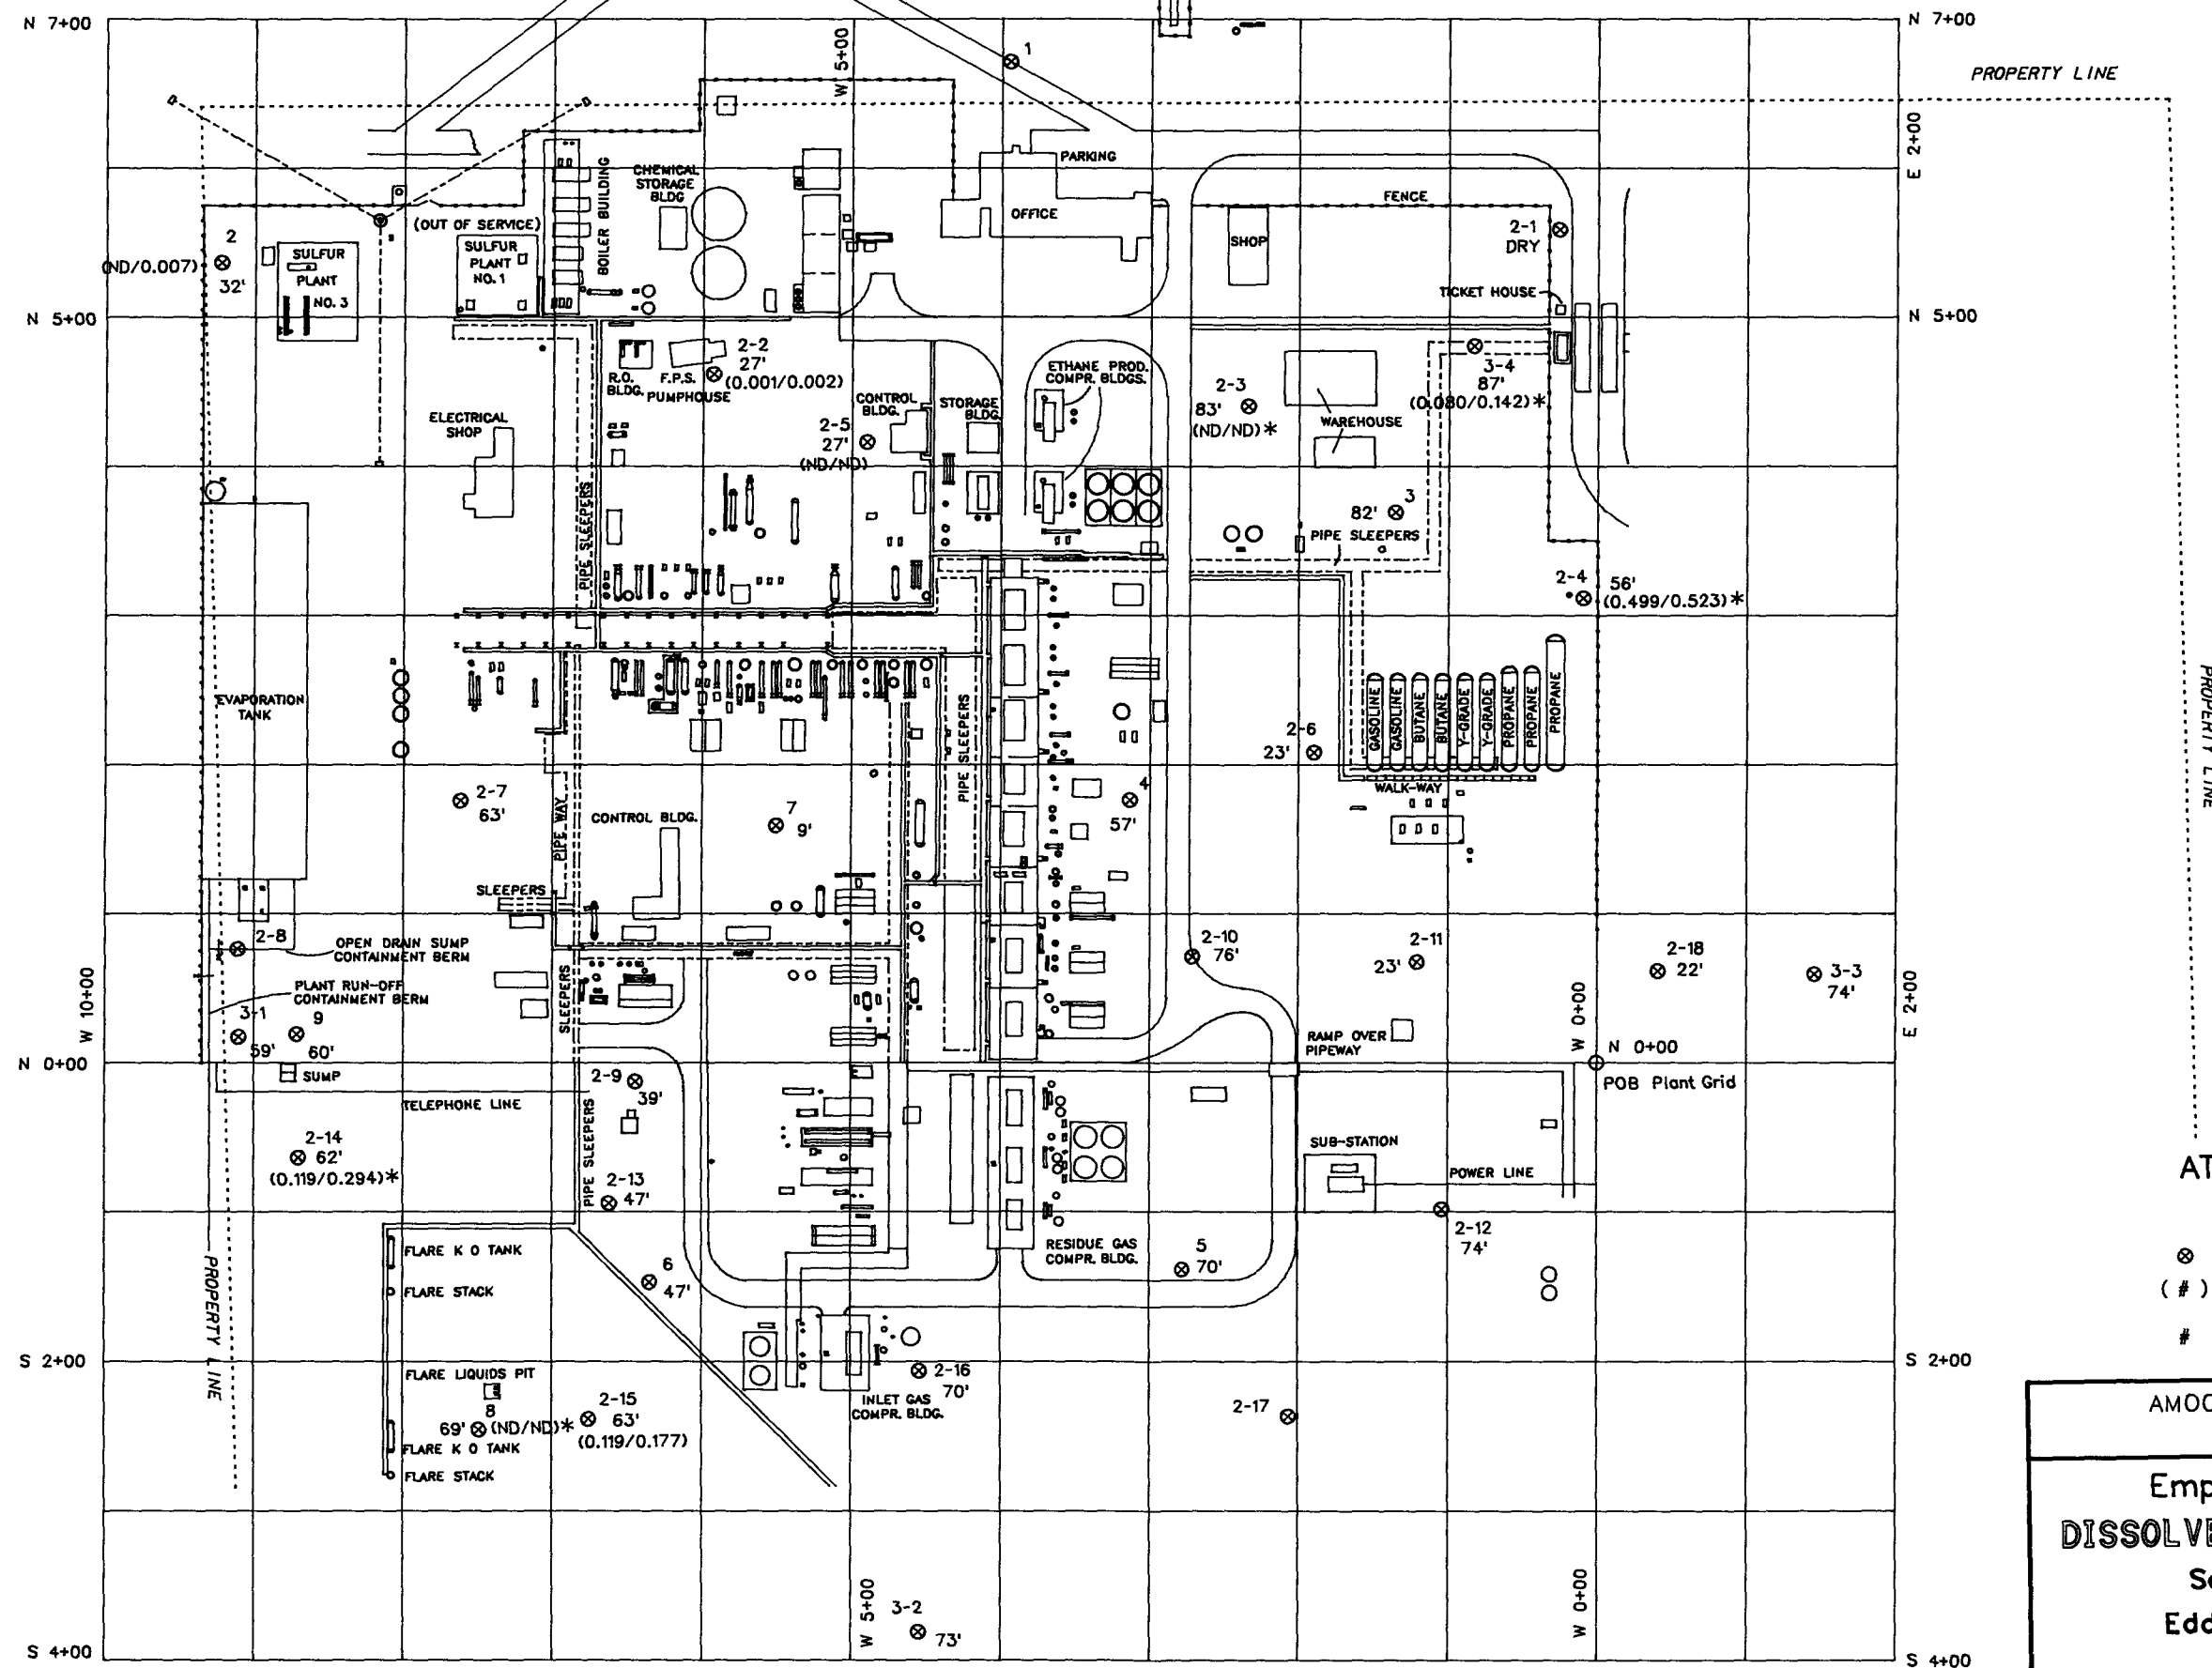 N 7+00
N 7+00
W 5+00
1
PROPERTY LINE
E 2+00
PARKING
CHEMICAL
STORAGE
BLDG
BOILER BUILDING
FENCE
(OUT OF SERVICE)
OFFICE
2
(ND/0.007)
32'
SULFUR
PLANT
NO. 3
SULFUR
PLANT
NO. 1
SHOP
2-1
DRY
TICKET HOUSE
N 5+00
N 5+00
2-2
27'
(0.001/0.002)
R.O.
BLDG.
F.P.S.
PUMPHOUSE
ETHANE PROD.
COMPR. BLDGS.
2-3
83'
(ND/ND)*
3-4
87'
(0.080/0.142)*
WAREHOUSE
CONTROL
BLDG.
STORAGE
BLDG.
ELECTRICAL
SHOP
2-5
27'
(ND/ND)
PIPE SLEEPERS
3
82'
PIPE SLEEPERS
2-4
56'
(0.499/0.523)*
EVAPORATION
TANK
PIPE SLEEPERS
GASOLINE
GASOLINE
BUTANE
BUTANE
Y-GRADE
Y-GRADE
PROPANE
PROPANE
PROPANE
PROPERTY LINE
2-6
23'
WALK-WAY
2-7
63'
PIPE WAY
CONTROL BLDG.
7
9'
4
57'
SLEEPERS
2-8
OPEN DRAIN SUMP
CONTAINMENT BERM
2-10
76'
2-11
23'
2-18
22'
3-3
74'
W 10+00
PLANT RUN-OFF
CONTAINMENT BERM
SLEEPERS
3-1
59'
9
60'
W 0+00
E 2+00
RAMP OVER
PIPEWAY
N 0+00
N 0+00
POB Plant Grid
SUMP
2-9
39'
TELEPHONE LINE
PIPE SLEEPERS
2-14
62'
(0.119/0.294)*
SUB-STATION
POWER LINE
AT
2-13
47'
2-12
74'
FLARE K O TANK
FLARE STACK
RESIDUE GAS
COMPR. BLDG.
5
70'
6
47'
PROPERTY LINE
( # )
#
S 2+00
S 2+00
FLARE LIQUIDS PIT
8
69'
(ND/ND)*
2-15
63'
(0.119/0.177)
2-16
70'
INLET GAS
COMPR. BLDG.
2-17
FLARE K O TANK
FLARE STACK
AMOC
Emp
DISSOLVE
S
Edd
W 5+00
3-2
73'
W 0+00
S 4+00
S 4+00